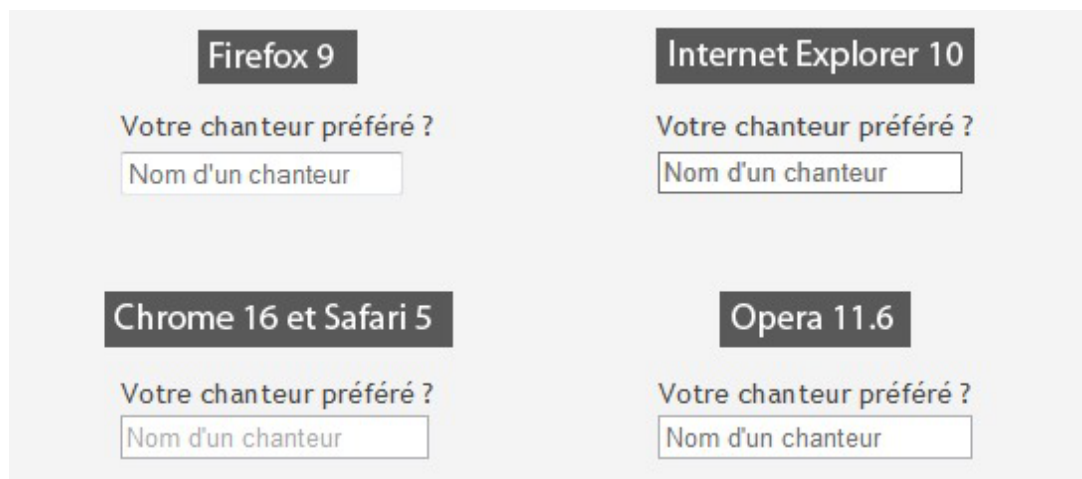 Firefox 9
Votre chanteur préféré ?
Nom d'un chanteur
Internet Explorer 10
Votre chanteur préféré ?
Nom d'un chanteur
Chrome 16 et Safari 5
Votre chanteur préféré ?
Nom d'un chanteur
Opera 11.6
Votre chanteur préféré ?
Nom d'un chanteur